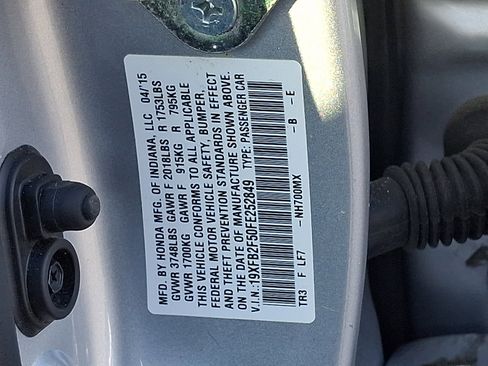 MFD. BY HONDA MFG. OF INDIANA, LLC 04/15
GVWR 3748LBS GAWR F 2018LBS R 1753LBS
GVWR 1700KG GAWR F 915KG R 795KG
THIS VEHICLE CONFORMS TO ALL APPLICABLE
FEDERAL MOTOR VEHICLE SAFETY, BUMPER,
AND THEFT PREVENTION STANDARDS IN EFFECT
ON THE DATE OF MANUFACTURE SHOWN ABOVE.
V.I.N.:19XFB2F50FE252849 TYPE: PASSENGER CAR
TR3 F LF7 -NH700MX -B -E